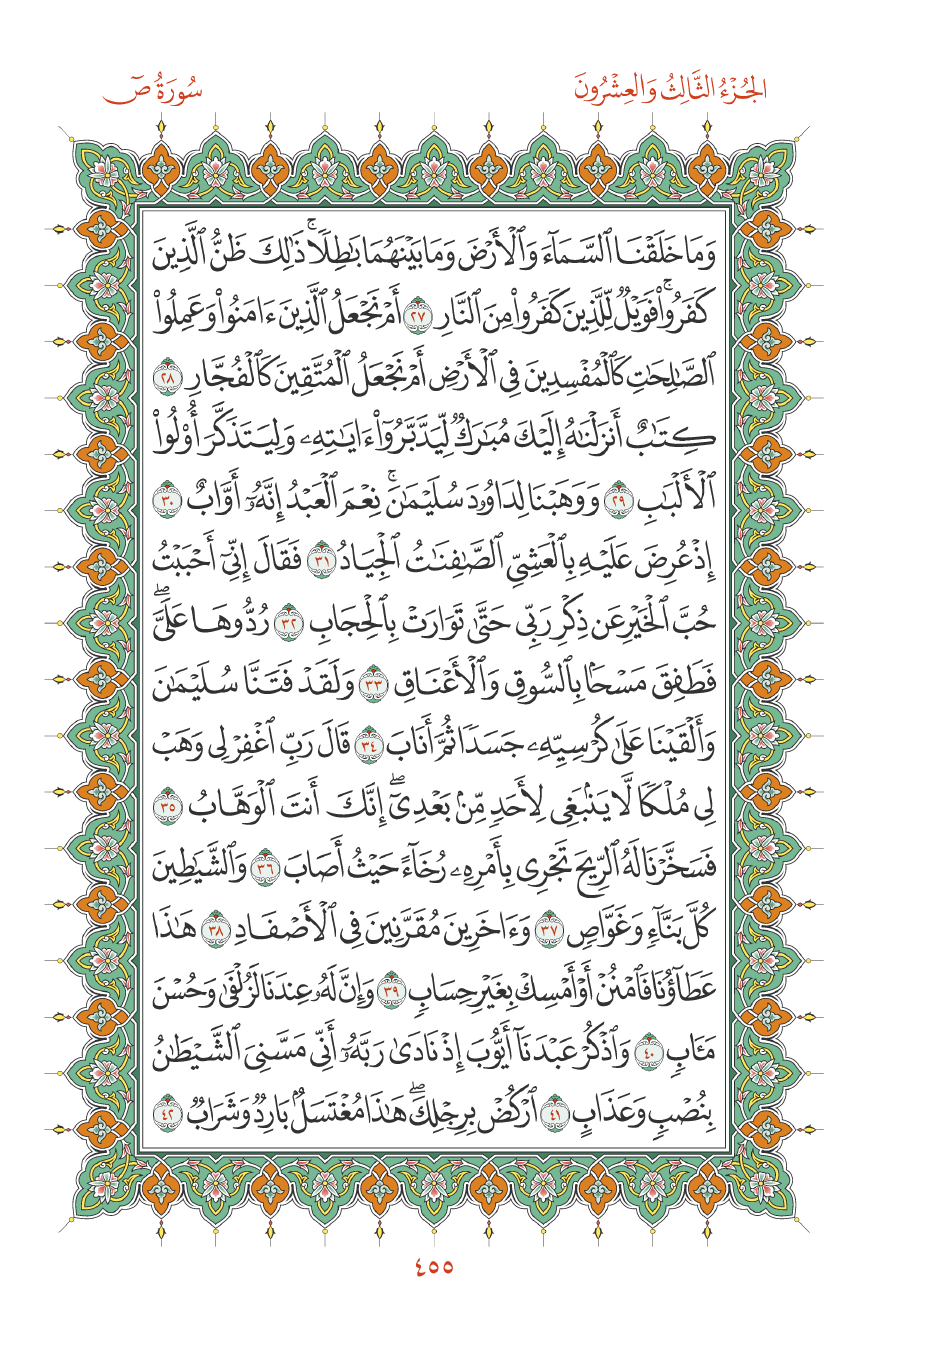 الجُزْءُ الثَّالِثُ وَالعِشْرُونَ
سُورَةُ صٓ
وَمَا خَلَقْنَا ٱلسَّمَآءَ وَٱلْأَرْضَ وَمَا بَيْنَهُمَا بَٰطِلًاۚ ذَٰلِكَ ظَنُّ ٱلَّذِينَ
كَفَرُواْۚ فَوَيْلٌ لِّلَّذِينَ كَفَرُواْ مِنَ ٱلنَّارِ ٢٧ أَمْ نَجْعَلُ ٱلَّذِينَ ءَامَنُواْ وَعَمِلُواْ
ٱلصَّٰلِحَٰتِ كَٱلْمُفْسِدِينَ فِى ٱلْأَرْضِ أَمْ نَجْعَلُ ٱلْمُتَّقِينَ كَٱلْفُجَّارِ ٢٨
كِتَٰبٌ أَنزَلْنَٰهُ إِلَيْكَ مُبَٰرَكٌ لِّيَدَّبَّرُوٓاْ ءَايَٰتِهِۦ وَلِيَتَذَكَّرَ أُوْلُواْ
ٱلْأَلْبَٰبِ ٢٩ وَوَهَبْنَا لِدَاوُۥدَ سُلَيْمَٰنَۚ نِعْمَ ٱلْعَبْدُ إِنَّهُۥٓ أَوَّابٌ ٣٠
إِذْ عُرِضَ عَلَيْهِ بِٱلْعَشِىِّ ٱلصَّٰفِنَٰتُ ٱلْجِيَادُ ٣١ فَقَالَ إِنِّىٓ أَحْبَبْتُ
حُبَّ ٱلْخَيْرِ عَن ذِكْرِ رَبِّى حَتَّىٰ تَوَارَتْ بِٱلْحِجَابِ ٣٢ رُدُّوهَا عَلَىَّۖ
فَطَفِقَ مَسْحًۢا بِٱلسُّوقِ وَٱلْأَعْنَاقِ ٣٣ وَلَقَدْ فَتَنَّا سُلَيْمَٰنَ
وَأَلْقَيْنَا عَلَىٰ كُرْسِيِّهِۦ جَسَدًا ثُمَّ أَنَابَ ٣٤ قَالَ رَبِّ ٱغْفِرْ لِى وَهَبْ
لِى مُلْكًا لَّا يَنۢبَغِى لِأَحَدٍ مِّنۢ بَعْدِىٓۖ إِنَّكَ أَنتَ ٱلْوَهَّابُ ٣٥
فَسَخَّرْنَا لَهُ ٱلرِّيحَ تَجْرِى بِأَمْرِهِۦ رُخَآءً حَيْثُ أَصَابَ ٣٦ وَٱلشَّيَٰطِينَ
كُلَّ بَنَّآءٍ وَغَوَّاصٍ ٣٧ وَءَاخَرِينَ مُقَرَّنِينَ فِى ٱلْأَصْفَادِ ٣٨ هَٰذَا
عَطَآؤُنَا فَٱمْنُنْ أَوْ أَمْسِكْ بِغَيْرِ حِسَابٍ ٣٩ وَإِنَّ لَهُۥ عِندَنَا لَزُلْفَىٰ وَحُسْنَ
مَـَٔابٍ ٤٠ وَٱذْكُرْ عَبْدَنَآ أَيُّوبَ إِذْ نَادَىٰ رَبَّهُۥٓ أَنِّى مَسَّنِىَ ٱلشَّيْطَٰنُ
بِنُصْبٍ وَعَذَابٍ ٤١ ٱرْكُضْ بِرِجْلِكَۖ هَٰذَا مُغْتَسَلٌۢ بَارِدٌ وَشَرَابٌ ٤٢
٤٥٥